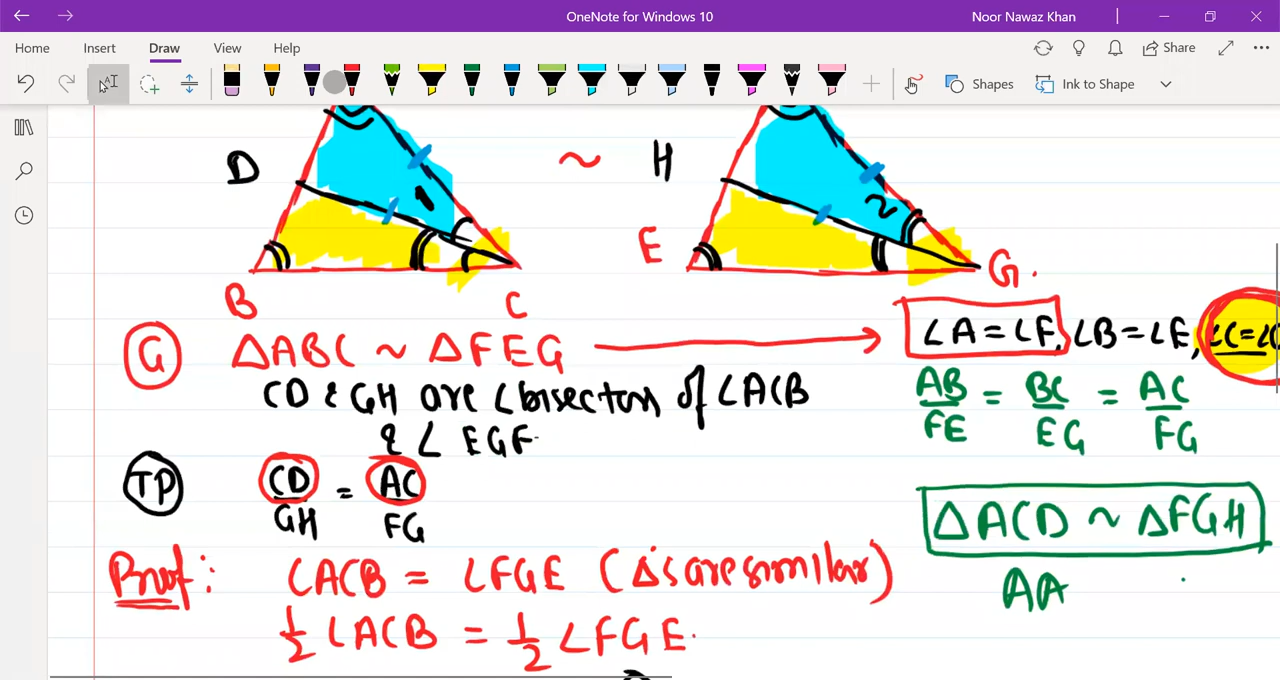 OneNote for Windows 10
Noor Nawaz Khan
Home Insert Draw View Help
Share
Shapes
Ink to Shape
D ~ H
1 2
E
B C G.
G ΔABC ~ ΔFEG
∠A = ∠F, ∠B = ∠E, ∠C = ∠
CD & GH are ∠bisectors of ∠ACB
& ∠ EGF
AB/FE = BC/EG = AC/FG
TP CD/GH = AC/FG
ΔACD ~ ΔFGH
Proof: ∠ACB = ∠FGE (Δs are similar)
AA
1/2 ∠ACB = 1/2 ∠FGE.